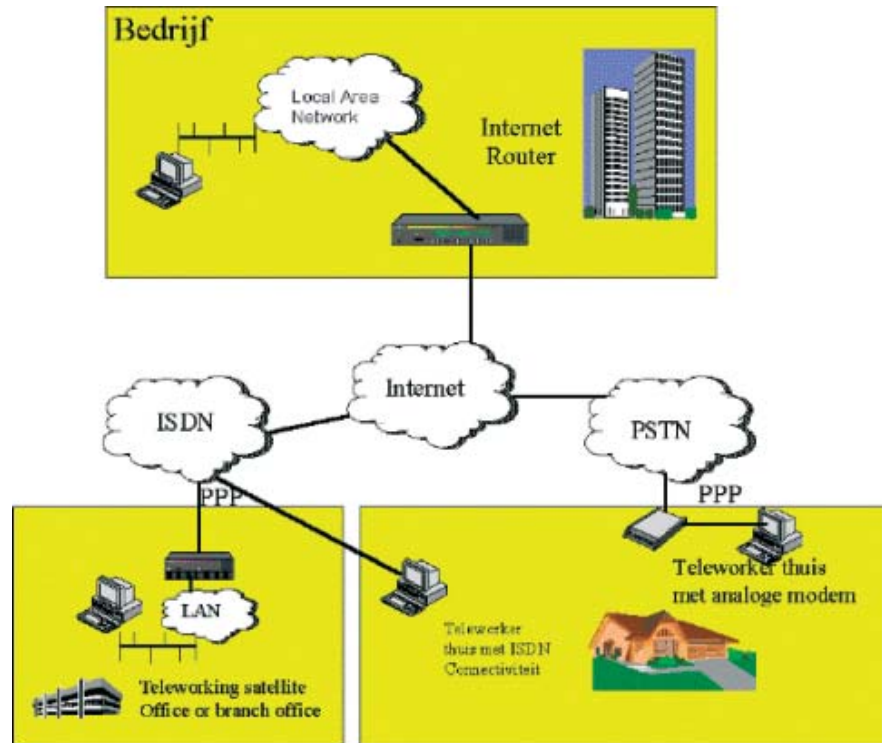 Bedrijf
Local Area
Network
Internet
Router
Internet
ISDN
PSTN
PPP
PPP
LAN
Teleworker thuis
met analoge modem
Teleworker
thuis met ISDN
Connectiviteit
Teleworking satellite
Office or branch office